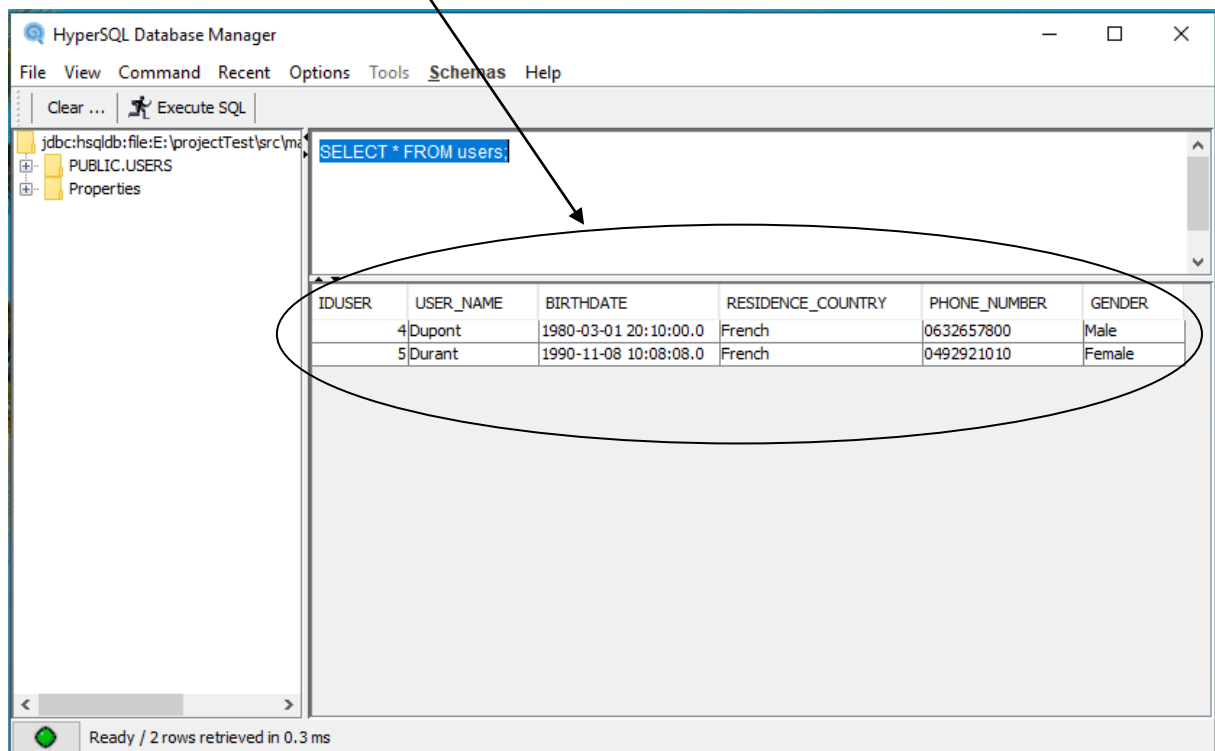 HyperSQL Database Manager
File View Command Recent Options Tools Schemas Help
Clear ... Execute SQL
jdbc:hsqldb:file:E:\projectTest\src\ma
PUBLIC.USERS
Properties
SELECT * FROM users;
IDUSER USER_NAME BIRTHDATE RESIDENCE_COUNTRY PHONE_NUMBER GENDER
4 Dupont 1980-03-01 20:10:00.0 French 0632657800 Male
5 Durant 1990-11-08 10:08:08.0 French 0492921010 Female
Ready / 2 rows retrieved in 0.3 ms